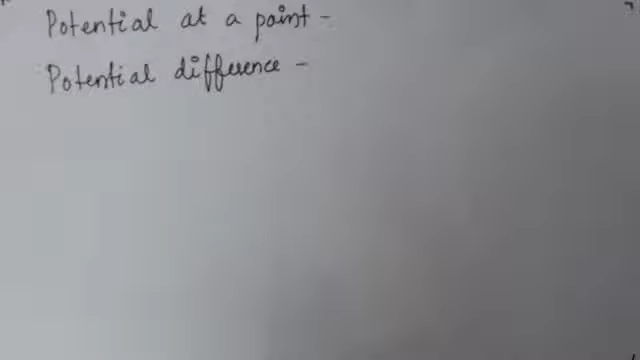 Potential at a point -
Potential difference -